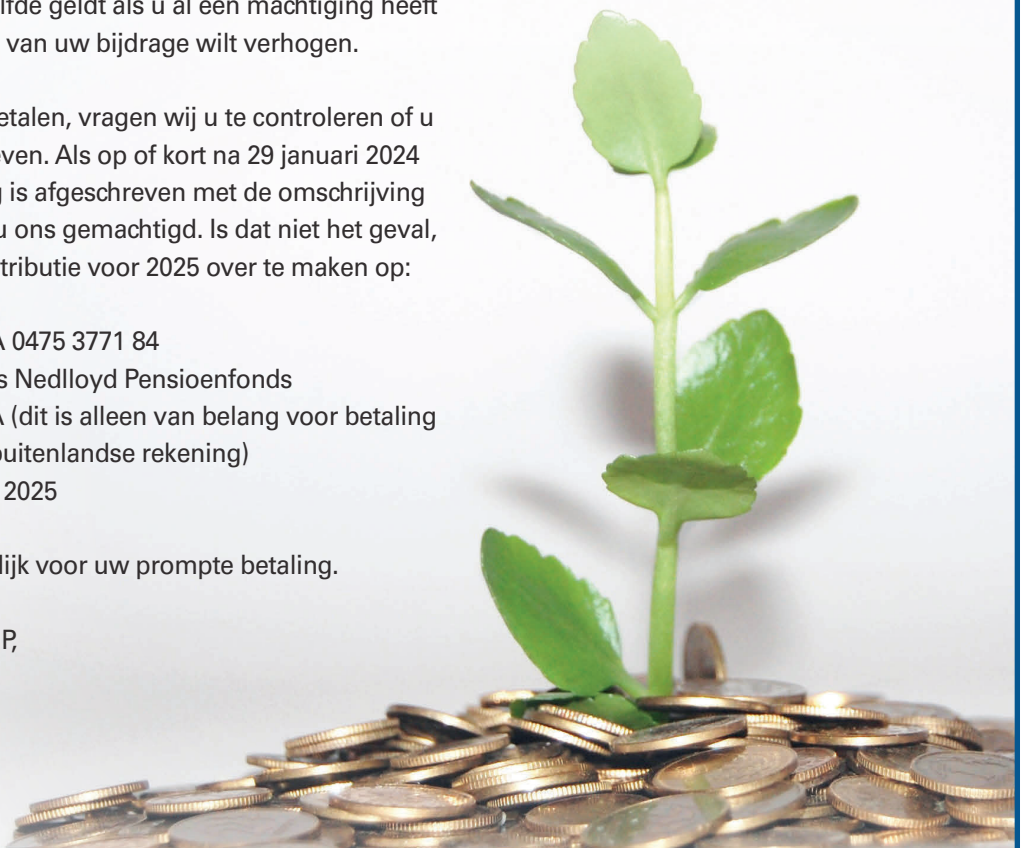 lfde geldt als u al een machtiging heeft
van uw bijdrage wilt verhogen.
etalen, vragen wij u te controleren of u
ven. Als op of kort na 29 januari 2024
g is afgeschreven met de omschrijving
u ons gemachtigd. Is dat niet het geval,
tributie voor 2025 over te maken op:
A 0475 3771 84
s Nedlloyd Pensioenfonds
A (dit is alleen van belang voor betaling
buitenlandse rekening)
2025
lijk voor uw prompte betaling.
P,